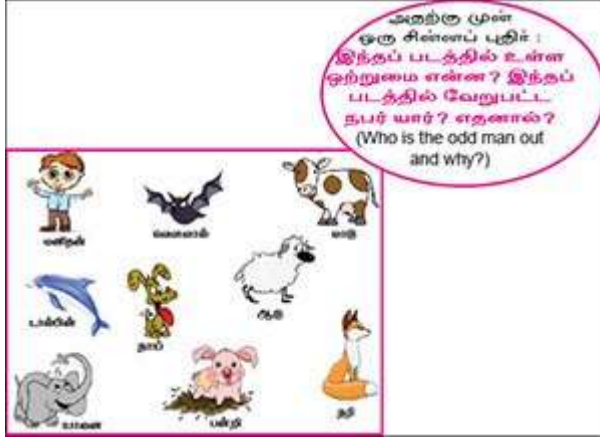 அதற்கு முன்
ஒரு சின்னப் புதிர் :
இந்தப் படத்தில் உள்ள
ஒற்றுமை என்ன? இந்தப்
படத்தில் வேறுபட்ட
நபர் யார்? எதனால்?
(Who is the odd man out
and why?)
மனிதன்
வௌவால்
மாடு
டால்பின்
நாய்
ஆடு
யானை
பன்றி
நரி